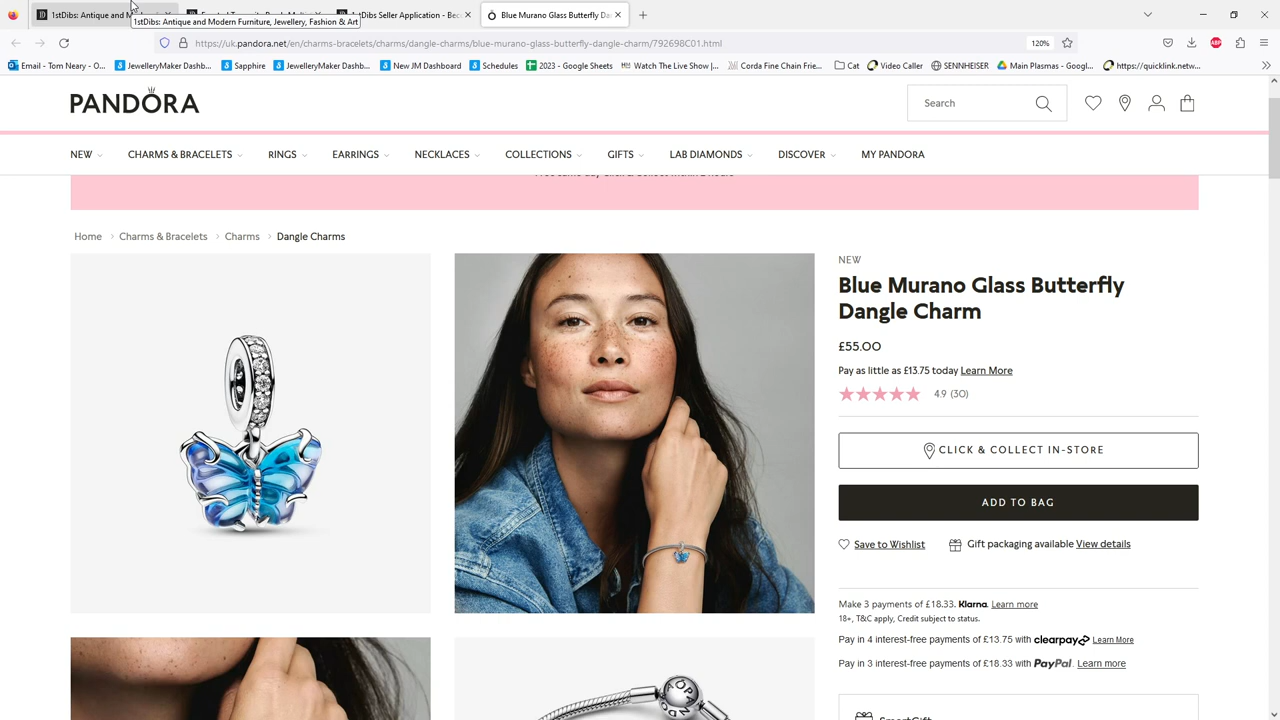 1stDibs: Antique and M
1stDibs Seller Application - Bec
Blue Murano Glass Butterfly Da
1stDibs: Antique and Modern Furniture, Jewellery, Fashion & Art
https://uk.pandora.net/en/charms-bracelets/charms/dangle-charms/blue-murano-glass-butterfly-dangle-charm/792698C01.html
120%
Email - Tom Neary - O...
JewelleryMaker Dashb...
Sapphire
JewelleryMaker Dashb...
New JM Dashboard
Schedules
2023 - Google Sheets
Watch The Live Show |...
Corda Fine Chain Frie...
Cat
Video Caller
SENNHEISER
Main Plasmas - Googl...
https://quicklink.netw...
PANDORA
Search
NEW
CHARMS & BRACELETS
RINGS
EARRINGS
NECKLACES
COLLECTIONS
GIFTS
LAB DIAMONDS
DISCOVER
MY PANDORA
Home
Charms & Bracelets
Charms
Dangle Charms
NEW
Blue Murano Glass Butterfly
Dangle Charm
£55.00
Pay as little as £13.75 today Learn More
4.9 (30)
CLICK & COLLECT IN-STORE
ADD TO BAG
Save to Wishlist
Gift packaging available View details
Make 3 payments of £18.33. Klarna. Learn more
18+, T&C apply, Credit subject to status.
Pay in 4 interest-free payments of £13.75 with clearpay Learn More
Pay in 3 interest-free payments of £18.33 with PayPal. Learn more
SmartGift